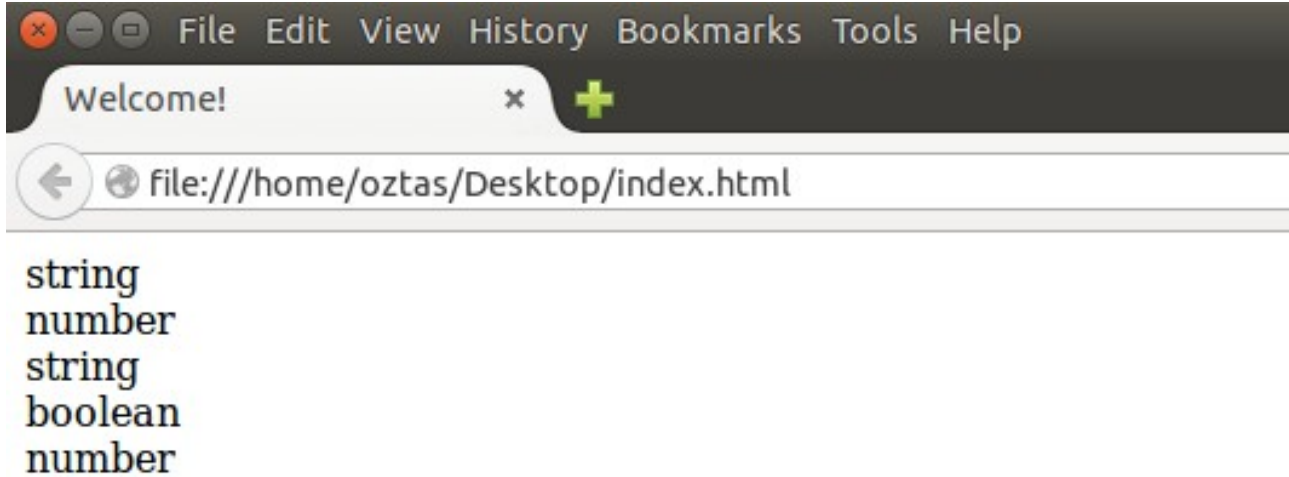 File Edit View History Bookmarks Tools Help
Welcome!
file:///home/oztas/Desktop/index.html
string
number
string
boolean
number